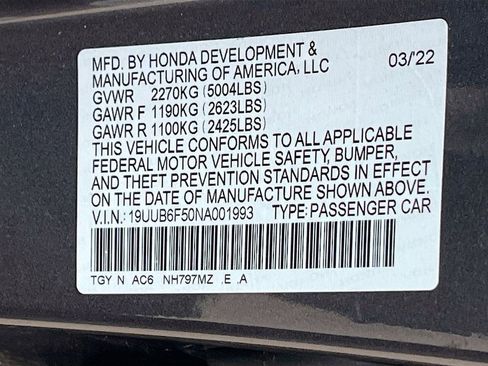 MFD. BY HONDA DEVELOPMENT &
MANUFACTURING OF AMERICA, LLC 03/'22
GVWR 2270KG (5004LBS)
GAWR F 1190KG (2623LBS)
GAWR R 1100KG (2425LBS)
THIS VEHICLE CONFORMS TO ALL APPLICABLE
FEDERAL MOTOR VEHICLE SAFETY, BUMPER,
AND THEFT PREVENTION STANDARDS IN EFFECT
ON THE DATE OF MANUFACTURE SHOWN ABOVE.
V.I.N.: 19UUB6F50NA001993 TYPE: PASSENGER CAR
TGY N AC6 NH797MZ .E .A